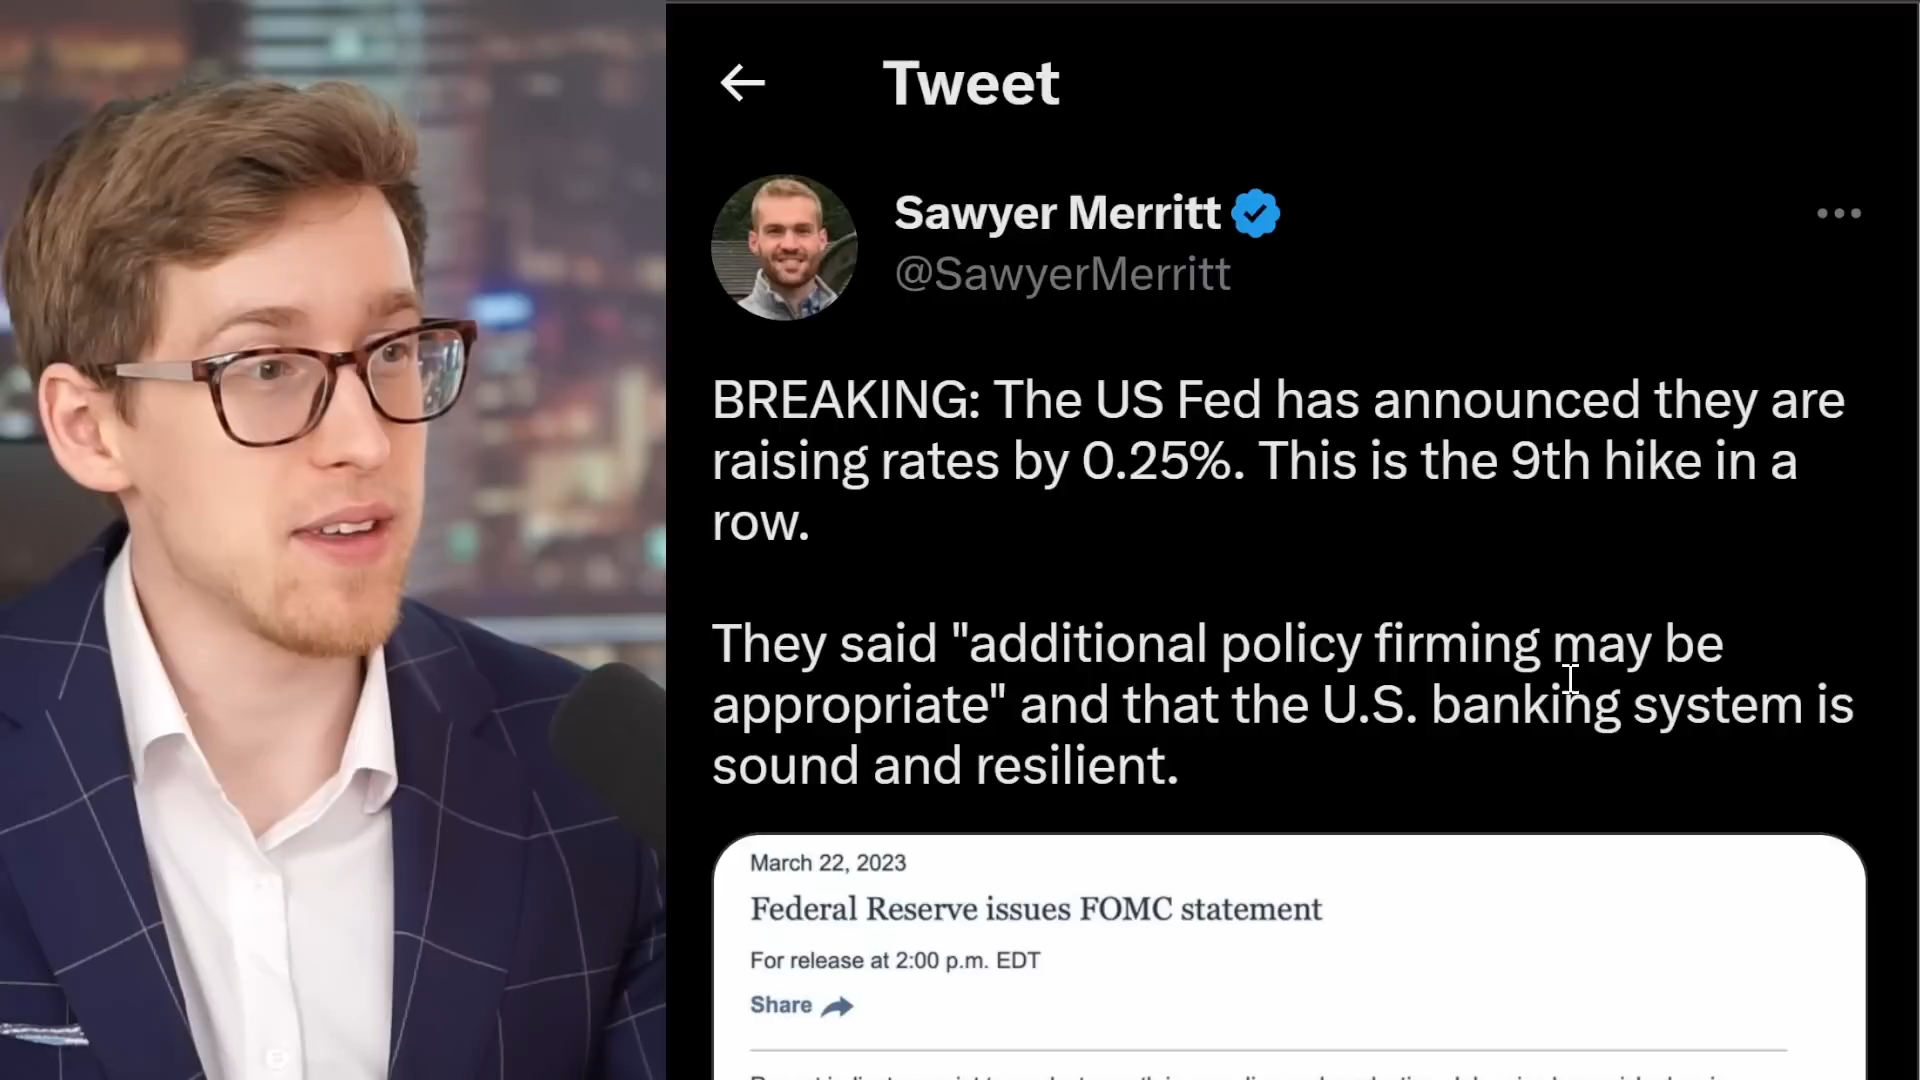 Tweet
Sawyer Merritt
@SawyerMerritt
BREAKING: The US Fed has announced they are
raising rates by 0.25%. This is the 9th hike in a
row.
They said "additional policy firming may be
appropriate" and that the U.S. banking system is
sound and resilient.
March 22, 2023
Federal Reserve issues FOMC statement
For release at 2:00 p.m. EDT
Share